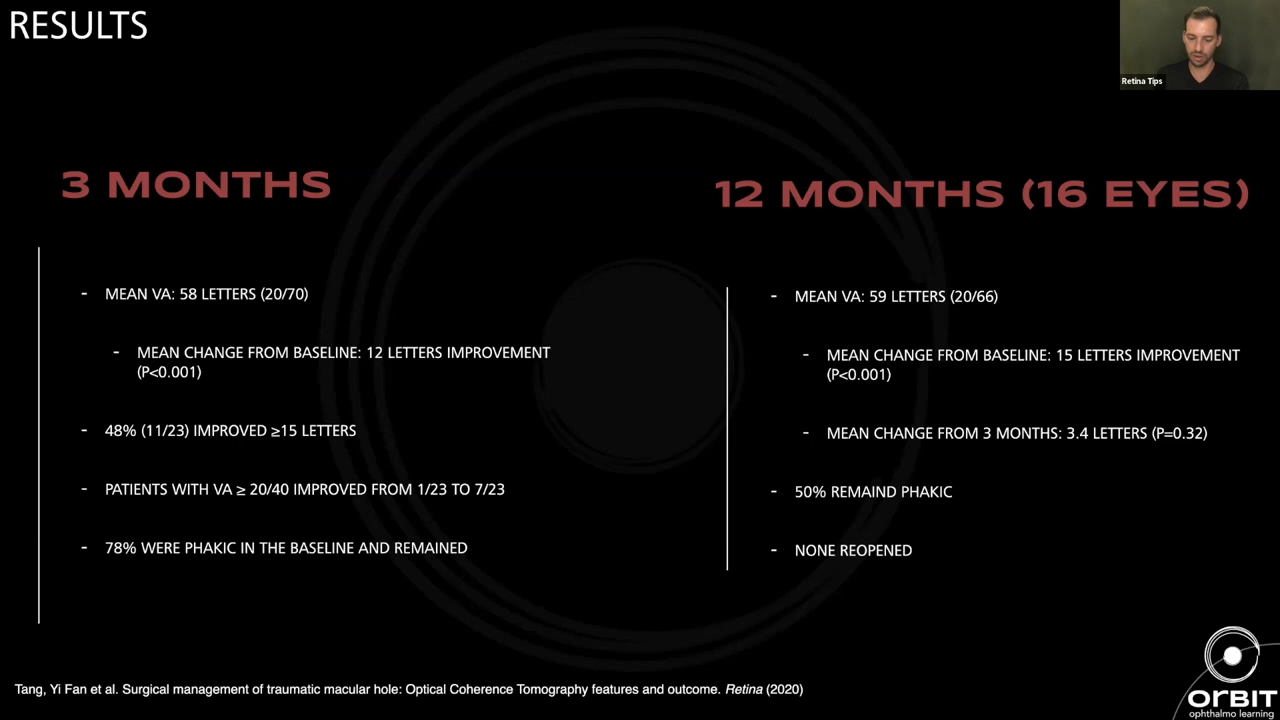 RESULTS
Retina Tips
3 MONTHS
- MEAN VA: 58 LETTERS (20/70)
- MEAN CHANGE FROM BASELINE: 12 LETTERS IMPROVEMENT
(P<0.001)
- 48% (11/23) IMPROVED ≥15 LETTERS
- PATIENTS WITH VA ≥ 20/40 IMPROVED FROM 1/23 TO 7/23
- 78% WERE PHAKIC IN THE BASELINE AND REMAINED
12 MONTHS (16 EYES)
- MEAN VA: 59 LETTERS (20/66)
- MEAN CHANGE FROM BASELINE: 15 LETTERS IMPROVEMENT
(P<0.001)
- MEAN CHANGE FROM 3 MONTHS: 3.4 LETTERS (P=0.32)
- 50% REMAIND PHAKIC
- NONE REOPENED
Tang, Yi Fan et al. Surgical management of traumatic macular hole: Optical Coherence Tomography features and outcome. Retina (2020)
ORBIT
ophthalmo learning